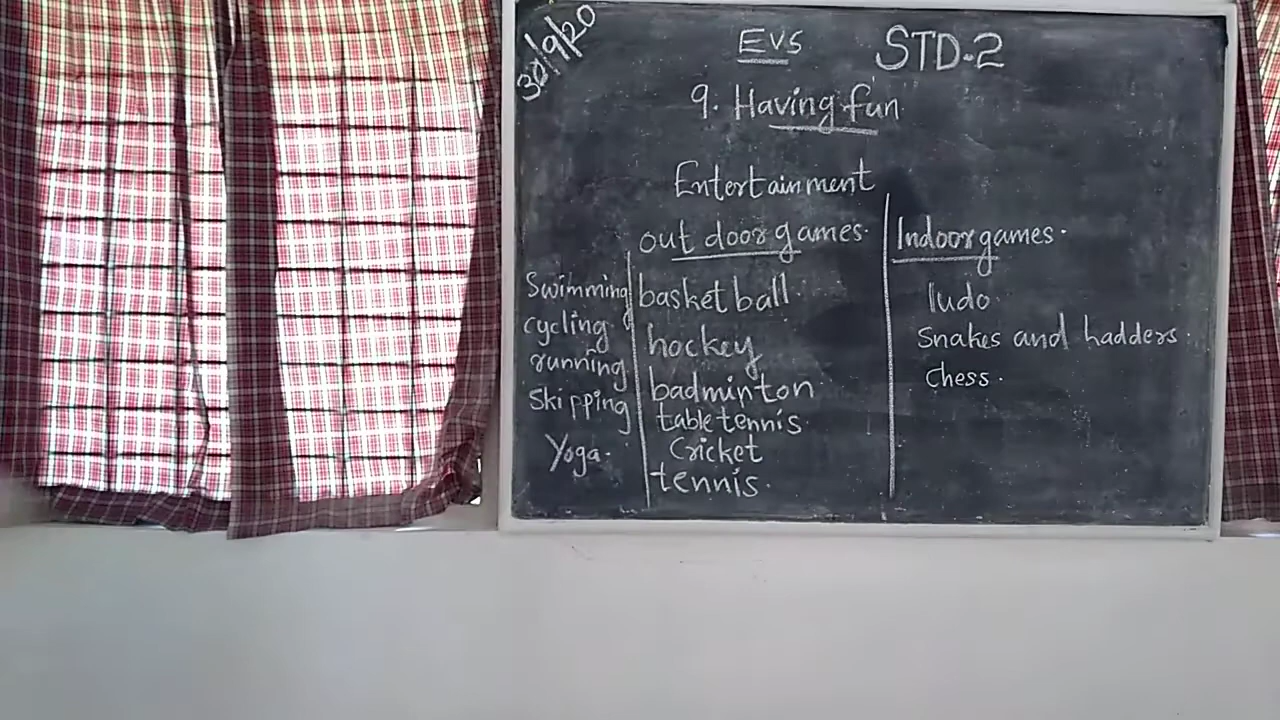 30/9/20
EVS STD.2
9. Having fun
Entertainment
out door games.
Indoor games.
Swimming
cycling.
running
Skipping
Yoga.
basket ball.
hockey
badminton
table tennis.
Cricket
tennis.
ludo.
Snakes and hadders.
Chess.